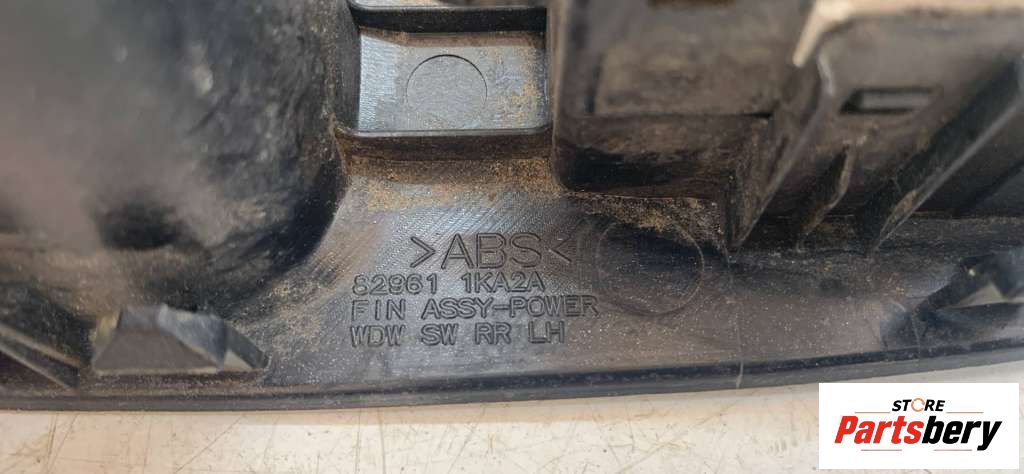 >ABS<
82961 1KA2A
FIN ASSY-POWER
WDW SW RR LH
STORE
Partsbery